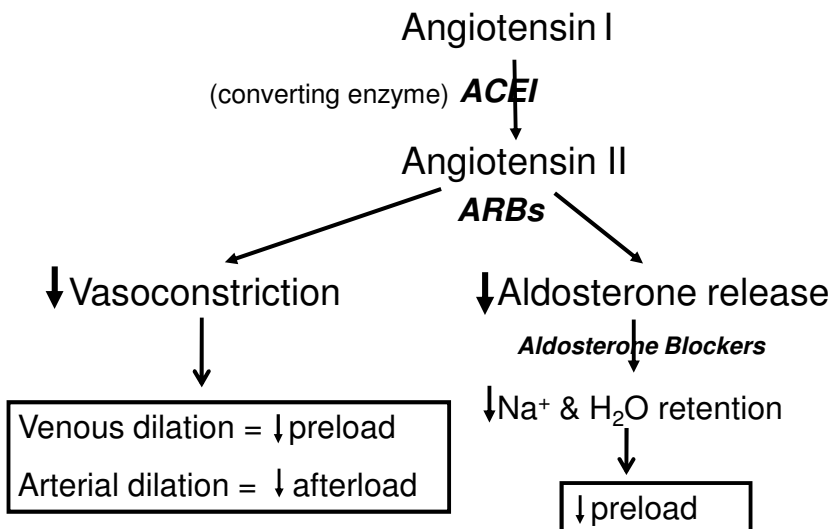 Angiotensin I
(converting enzyme) ACEI
Angiotensin II
ARBs
↓Vasoconstriction
↓Aldosterone release
Aldosterone Blockers
Venous dilation = ↓preload
Arterial dilation = ↓ afterload
↓Na⁺ & H₂O retention
↓preload